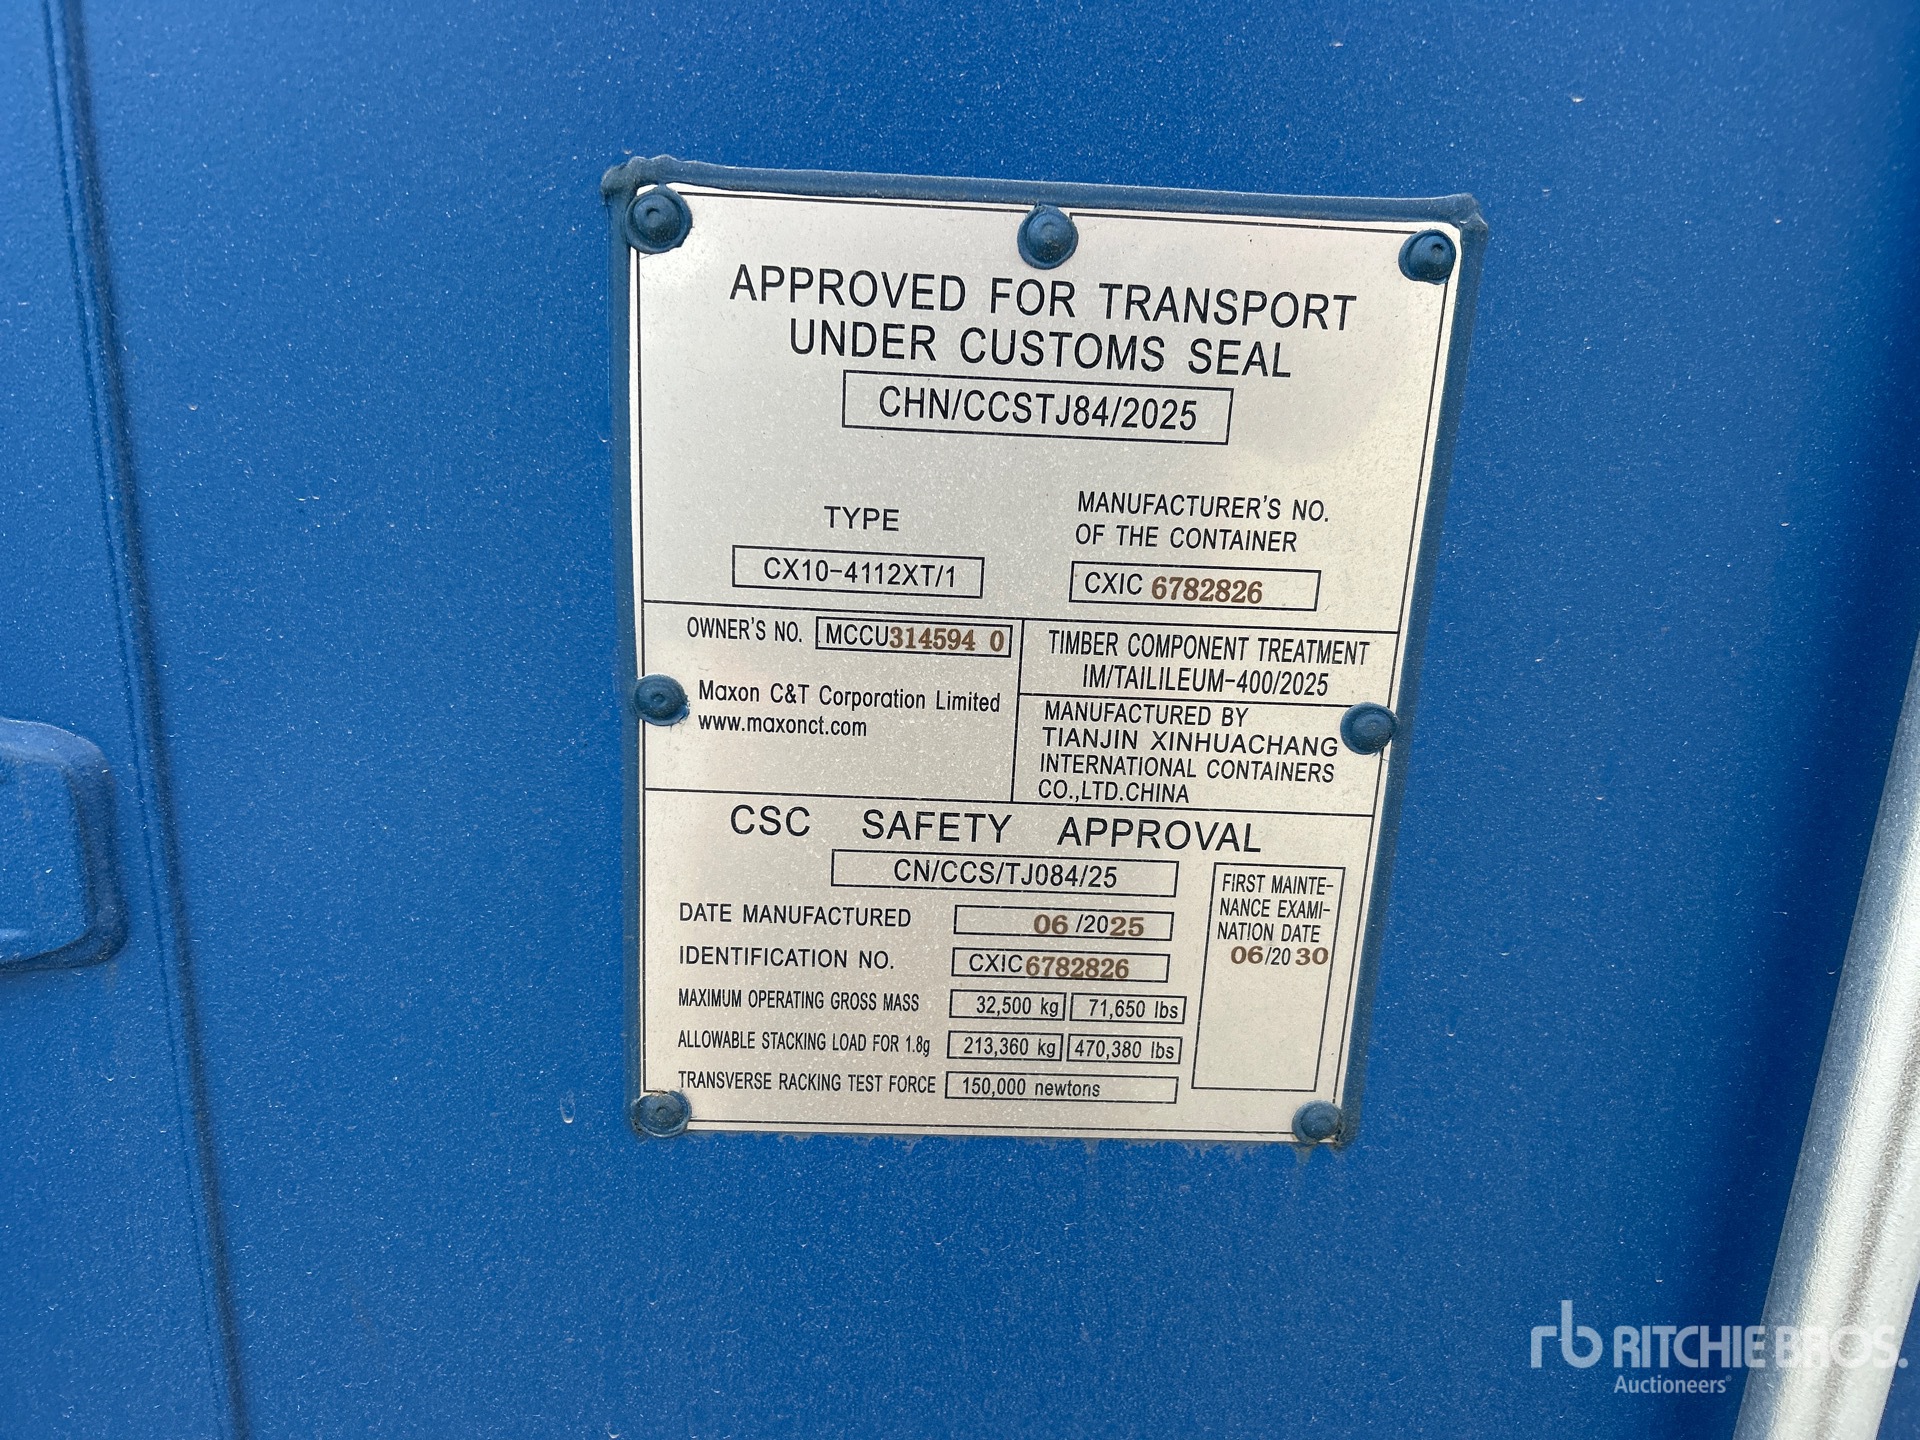 APPROVED FOR TRANSPORT
UNDER CUSTOMS SEAL
CHN/CCSTJ84/2025
TYPE
CX10-4112XT/1
MANUFACTURER'S NO.
OF THE CONTAINER
CXIC 6782826
OWNER'S NO. MCCU314594 0
Maxon C&T Corporation Limited
www.maxonct.com
TIMBER COMPONENT TREATMENT
IM/TAILILEUM-400/2025
MANUFACTURED BY
TIANJIN XINHUACHANG
INTERNATIONAL CONTAINERS
CO.,LTD.CHINA
CSC SAFETY APPROVAL
CN/CCS/TJ084/25
DATE MANUFACTURED 06/2025
IDENTIFICATION NO. CXIC6782826
MAXIMUM OPERATING GROSS MASS 32,500 kg 71,650 lbs
ALLOWABLE STACKING LOAD FOR 1.8g 213,360 kg 470,380 lbs
TRANSVERSE RACKING TEST FORCE 150,000 newtons
FIRST MAINTE-
NANCE EXAMI-
NATION DATE
06/2030
rb RITCHIE BROS.
Auctioneers